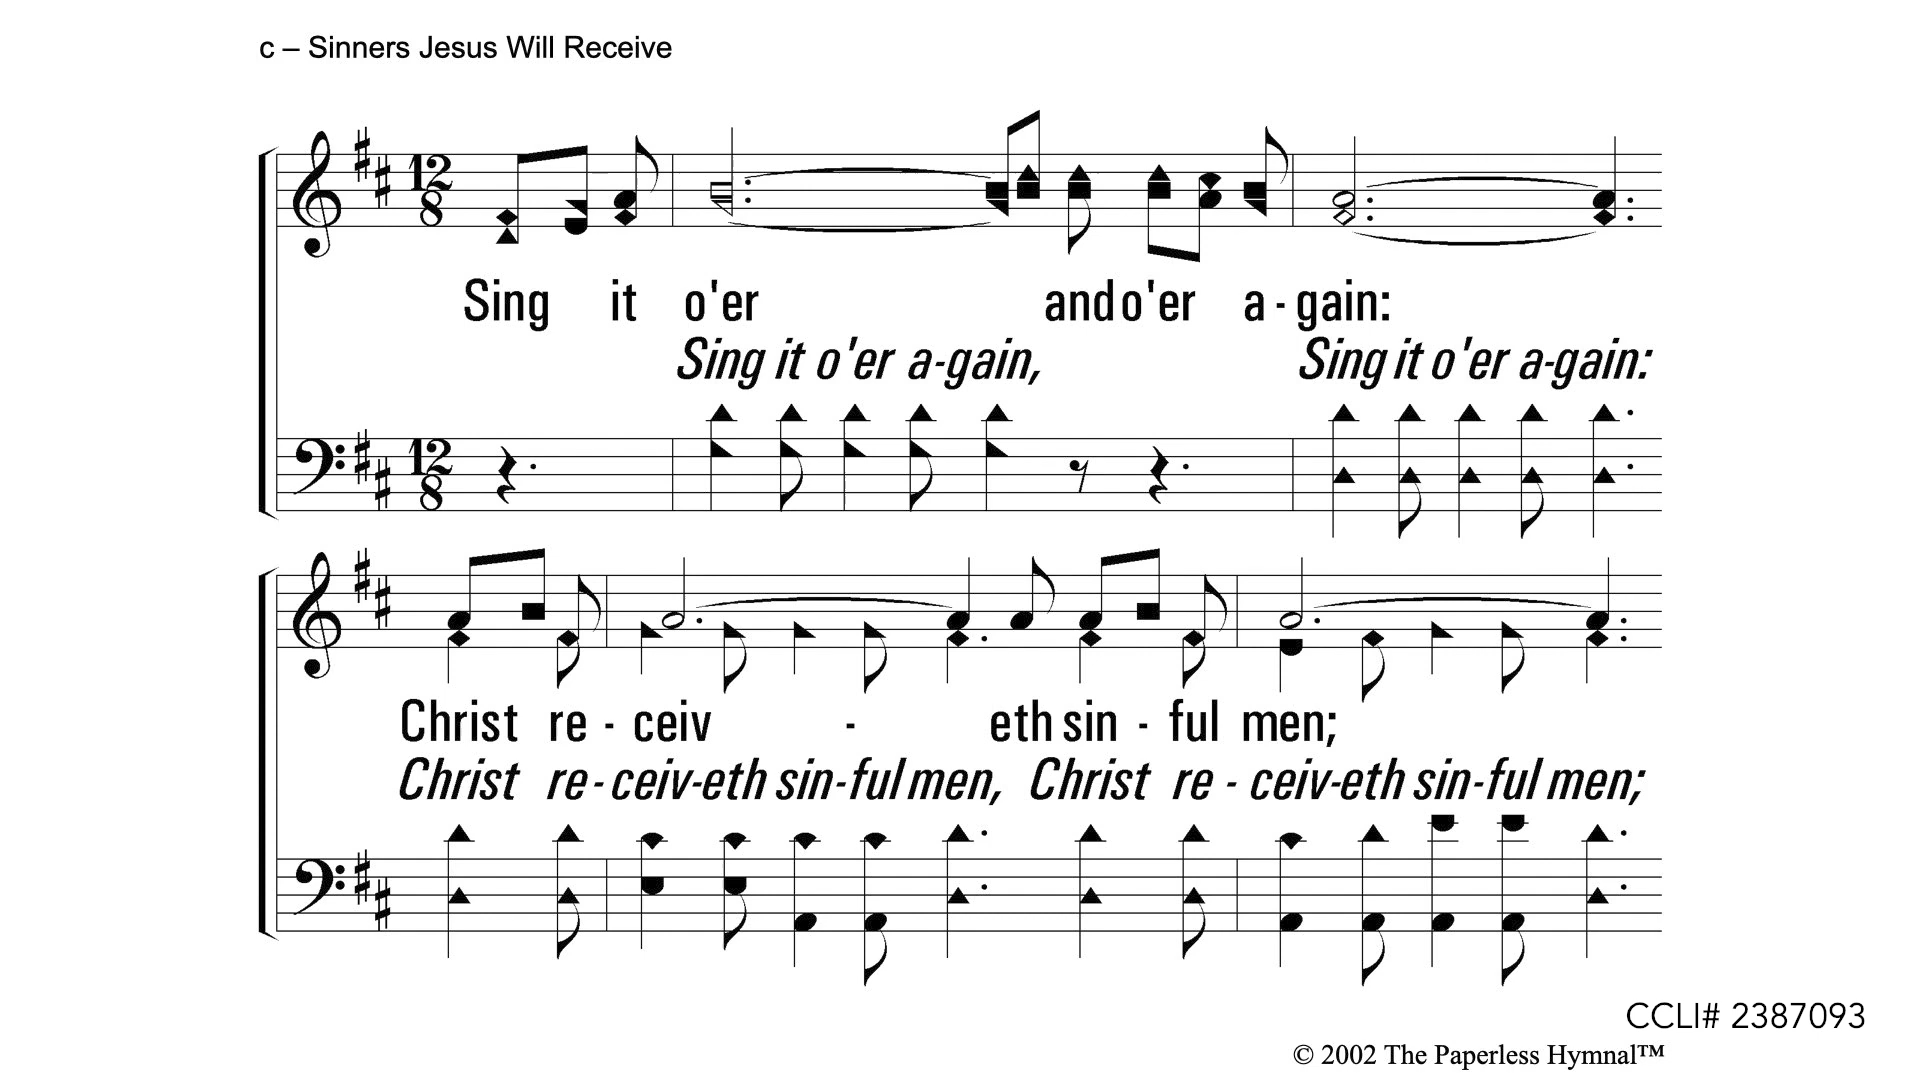 c – Sinners Jesus Will Receive
12
8
Sing it o'er and o'er a - gain:
Sing it o'er a-gain, Sing it o'er a-gain:
12
8
Christ re - ceiv - eth sin - ful men;
Christ re - ceiv-eth sin-ful men, Christ re - ceiv-eth sin-ful men;
CCLI# 2387093
© 2002 The Paperless Hymnal™